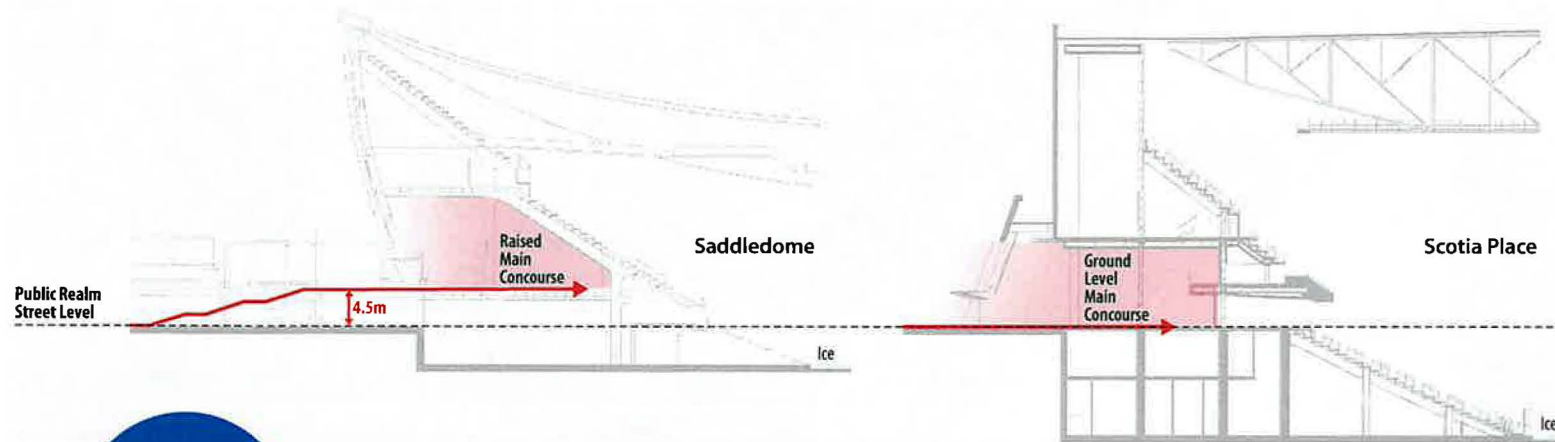 Saddledome
Scotia Place
Raised
Main
Concourse
Ground
Level
Main
Concourse
Public Realm
Street Level
4.5m
Ice
Ice